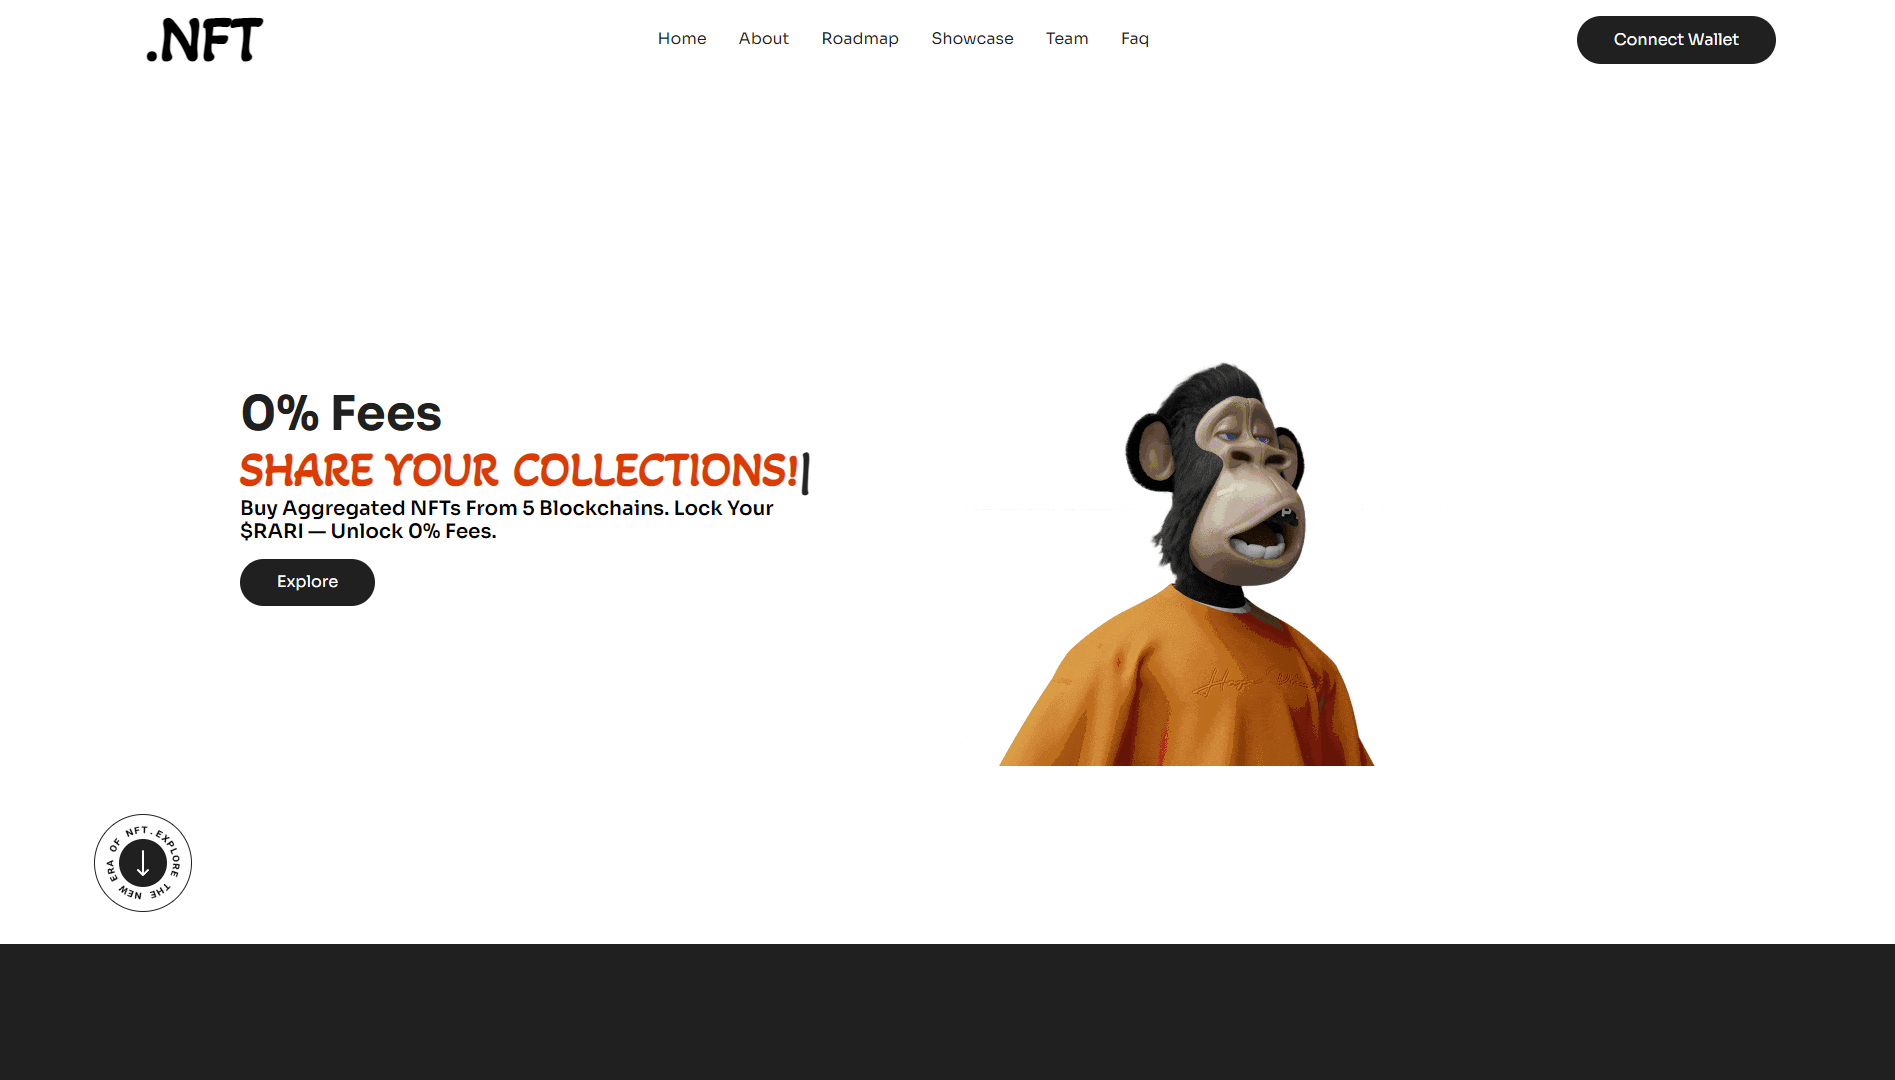 .NFT
Home
About
Roadmap
Showcase
Team
Faq
Connect Wallet
0% Fees
SHARE YOUR COLLECTIONS!|
Buy Aggregated NFTs From 5 Blockchains. Lock Your
$RARI — Unlock 0% Fees.
Explore
EXPLORE THE NEW ERA OF NFT.